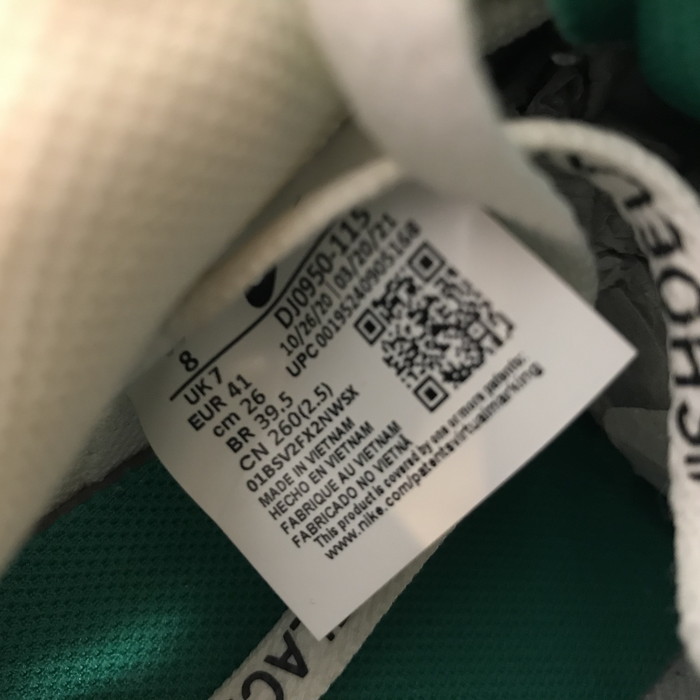 8
UK 7
EUR 41
cm 26
BR 39.5
CN 260(2.5)
01BSV2FX2NWSX
MADE IN VIETNAM
HECHO EN VIETNAM
FABRIQUE AU VIETNAM
FABRICADO NO VIETNÃ
This product is covered by one or more patents:
www.nike.com/patentsvirtualmarking
DJ0950-115
10/26/20 | 03/20/21
UPC 00195240905168
SHOEL
LAC